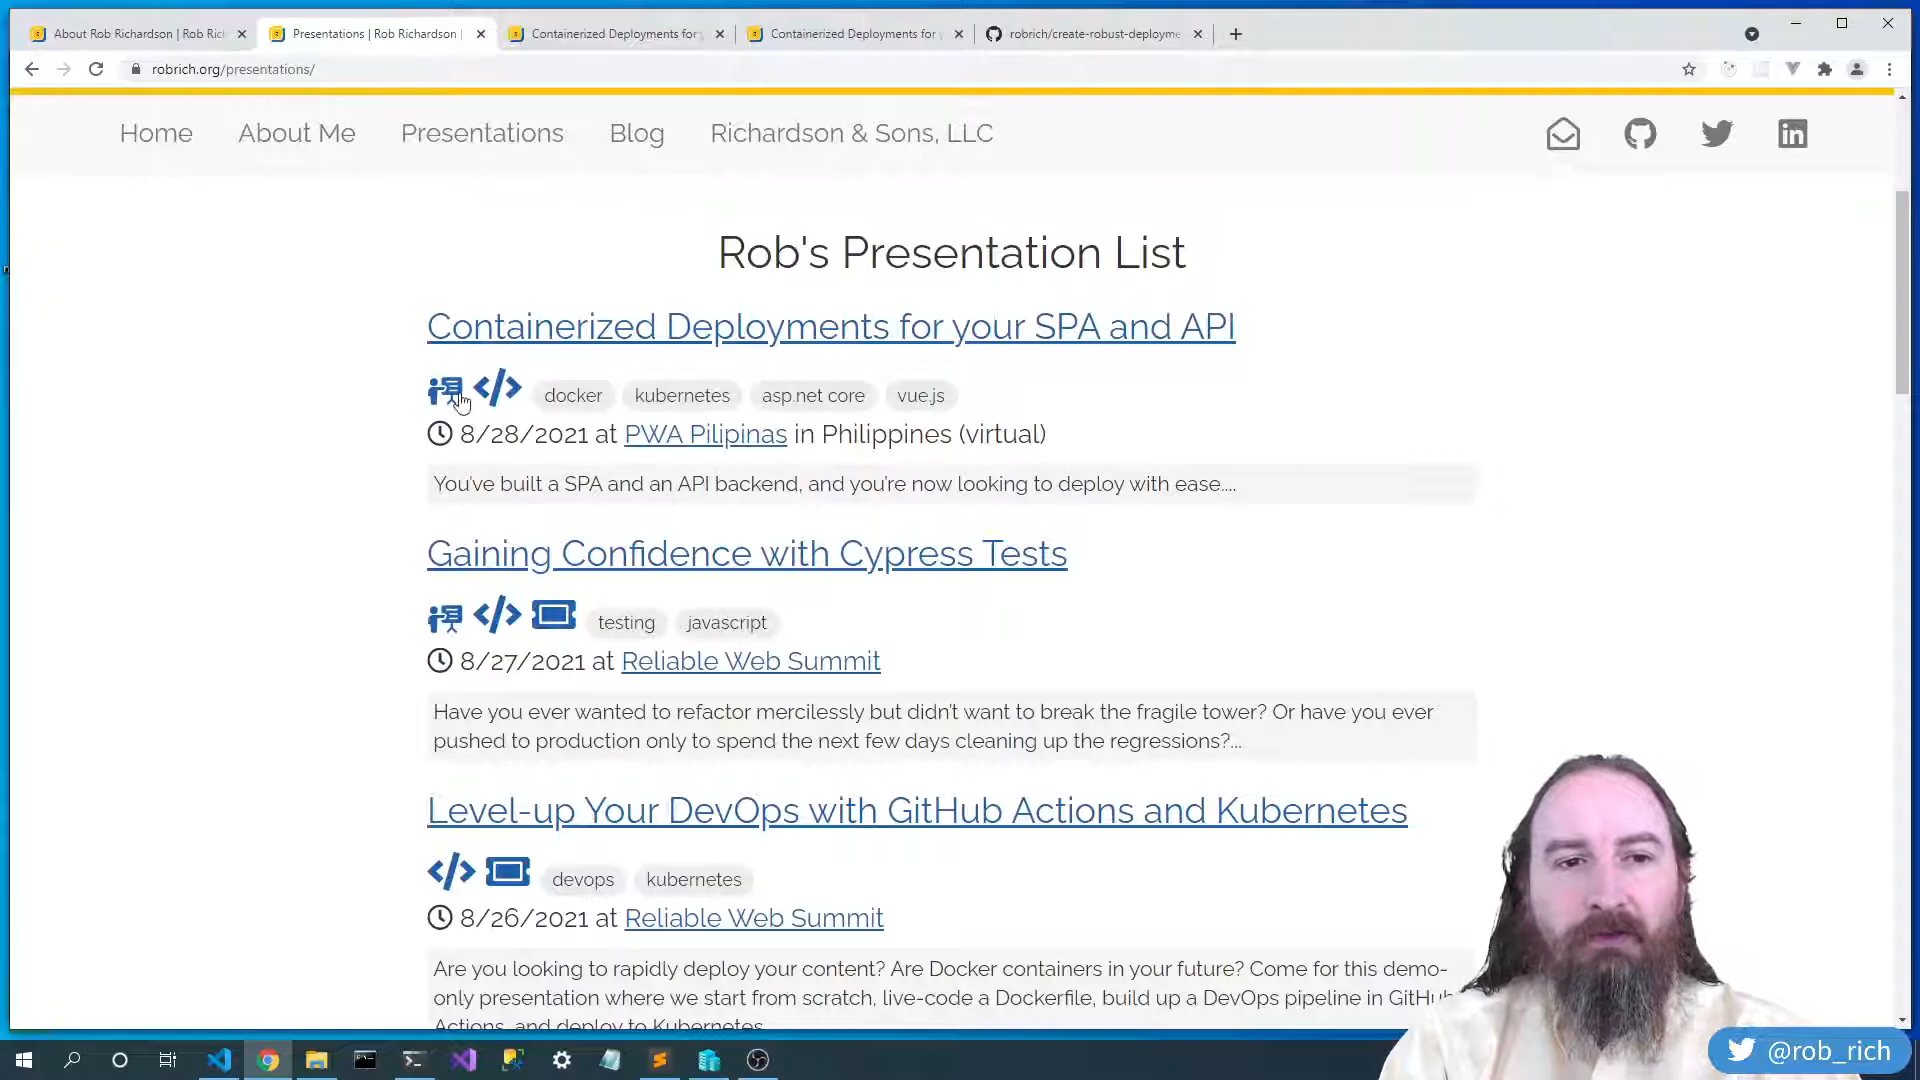 About Rob Richardson | Rob Ric
Presentations | Rob Richardson |
Containerized Deployments for y
Containerized Deployments for y
robrich/create-robust-deployme
robrich.org/presentations/
Home
About Me
Presentations
Blog
Richardson & Sons, LLC
Rob's Presentation List
Containerized Deployments for your SPA and API
docker
kubernetes
asp.net core
vue.js
8/28/2021 at PWA Pilipinas in Philippines (virtual)
You've built a SPA and an API backend, and you're now looking to deploy with ease....
Gaining Confidence with Cypress Tests
testing
javascript
8/27/2021 at Reliable Web Summit
Have you ever wanted to refactor mercilessly but didn't want to break the fragile tower? Or have you ever
pushed to production only to spend the next few days cleaning up the regressions?...
Level-up Your DevOps with GitHub Actions and Kubernetes
devops
kubernetes
8/26/2021 at Reliable Web Summit
Are you looking to rapidly deploy your content? Are Docker containers in your future? Come for this demo-
only presentation where we start from scratch, live-code a Dockerfile, build up a DevOps pipeline in GitHub
Actions, and deploy to Kubernetes
@rob_rich